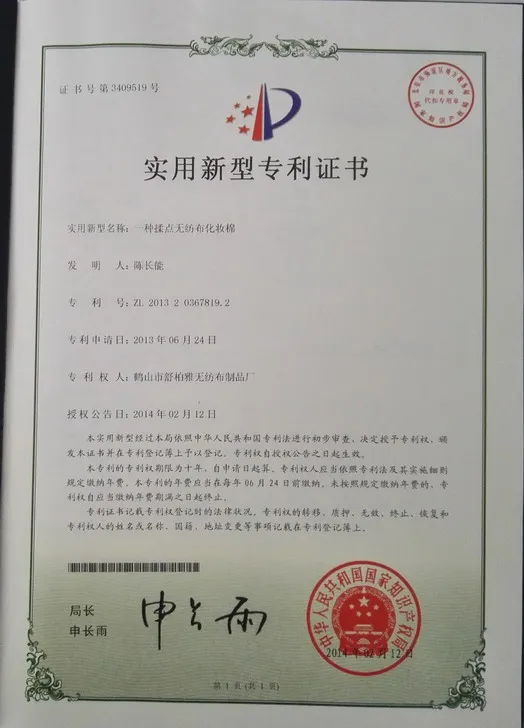 证书号第3409519号
印花税
代扣专用章
实用新型专利证书
实用新型名称：一种揉点无纺布化妆棉
发明人：陈长能
专利号：ZL 2013 2 0367819.2
专利申请日：2013年06月24日
专利权人：鹤山市舒柏雅无纺布制品厂
授权公告日：2014年02月12日
本实用新型经过本局依照中华人民共和国专利法进行初步审查，决定授予专利权，颁
发本证书并在专利登记簿上予以登记。专利权自授权公告之日起生效。
本专利的专利权期限为十年，自申请日起算。专利权人应当依照专利法及其实施细则
规定缴纳年费。本专利的年费应当在每年06月24日前缴纳。未按照规定缴纳年费的，专
利权自应当缴纳年费期满之日起终止。
专利证书记载专利权登记时的法律状况。专利权的转移、质押、无效、终止、恢复和
专利权人的姓名或名称、国籍、地址变更等事项记载在专利登记簿上。
局长
申长雨
申长雨
中华人民共和国国家知识产权局
2014年02月12日
第1页(共1页)